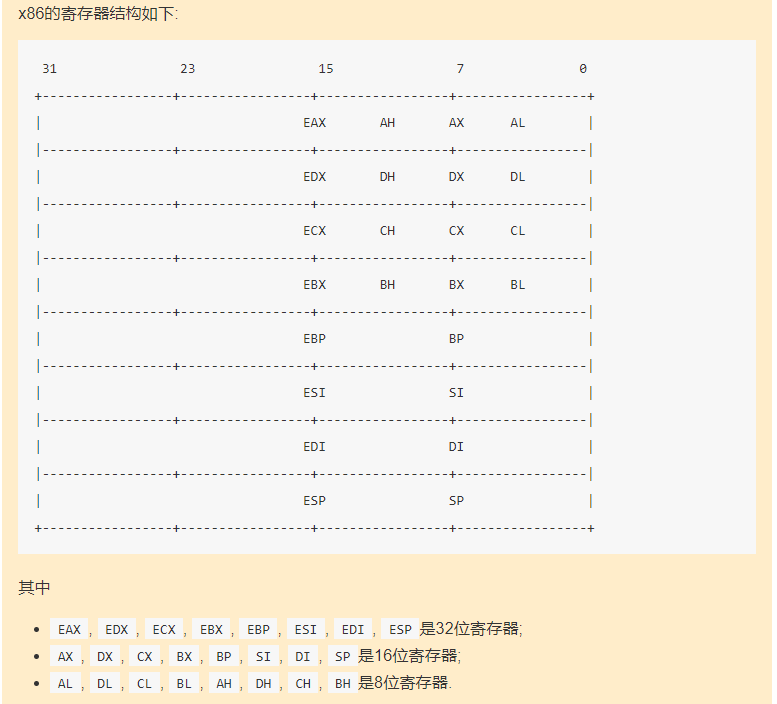 x86的寄存器结构如下:
31                23               15               7               0
+-----------------+----------------+----------------+----------------+
|                                 EAX       AH       AX      AL        |
|-----------------+----------------+----------------+----------------|
|                                 EDX       DH       DX      DL        |
|-----------------+----------------+----------------+----------------|
|                                 ECX       CH       CX      CL        |
|-----------------+----------------+----------------+----------------|
|                                 EBX       BH       BX      BL        |
|-----------------+----------------+----------------+----------------|
|                                 EBP                BP                |
|-----------------+----------------+----------------+----------------|
|                                 ESI                SI                |
|-----------------+----------------+----------------+----------------|
|                                 EDI                DI                |
|-----------------+----------------+----------------+----------------|
|                                 ESP                SP                |
+-----------------+----------------+----------------+----------------+
其中
• EAX , EDX , ECX , EBX , EBP , ESI , EDI , ESP 是32位寄存器;
• AX , DX , CX , BX , BP , SI , DI , SP 是16位寄存器;
• AL , DL , CL , BL , AH , DH , CH , BH 是8位寄存器.